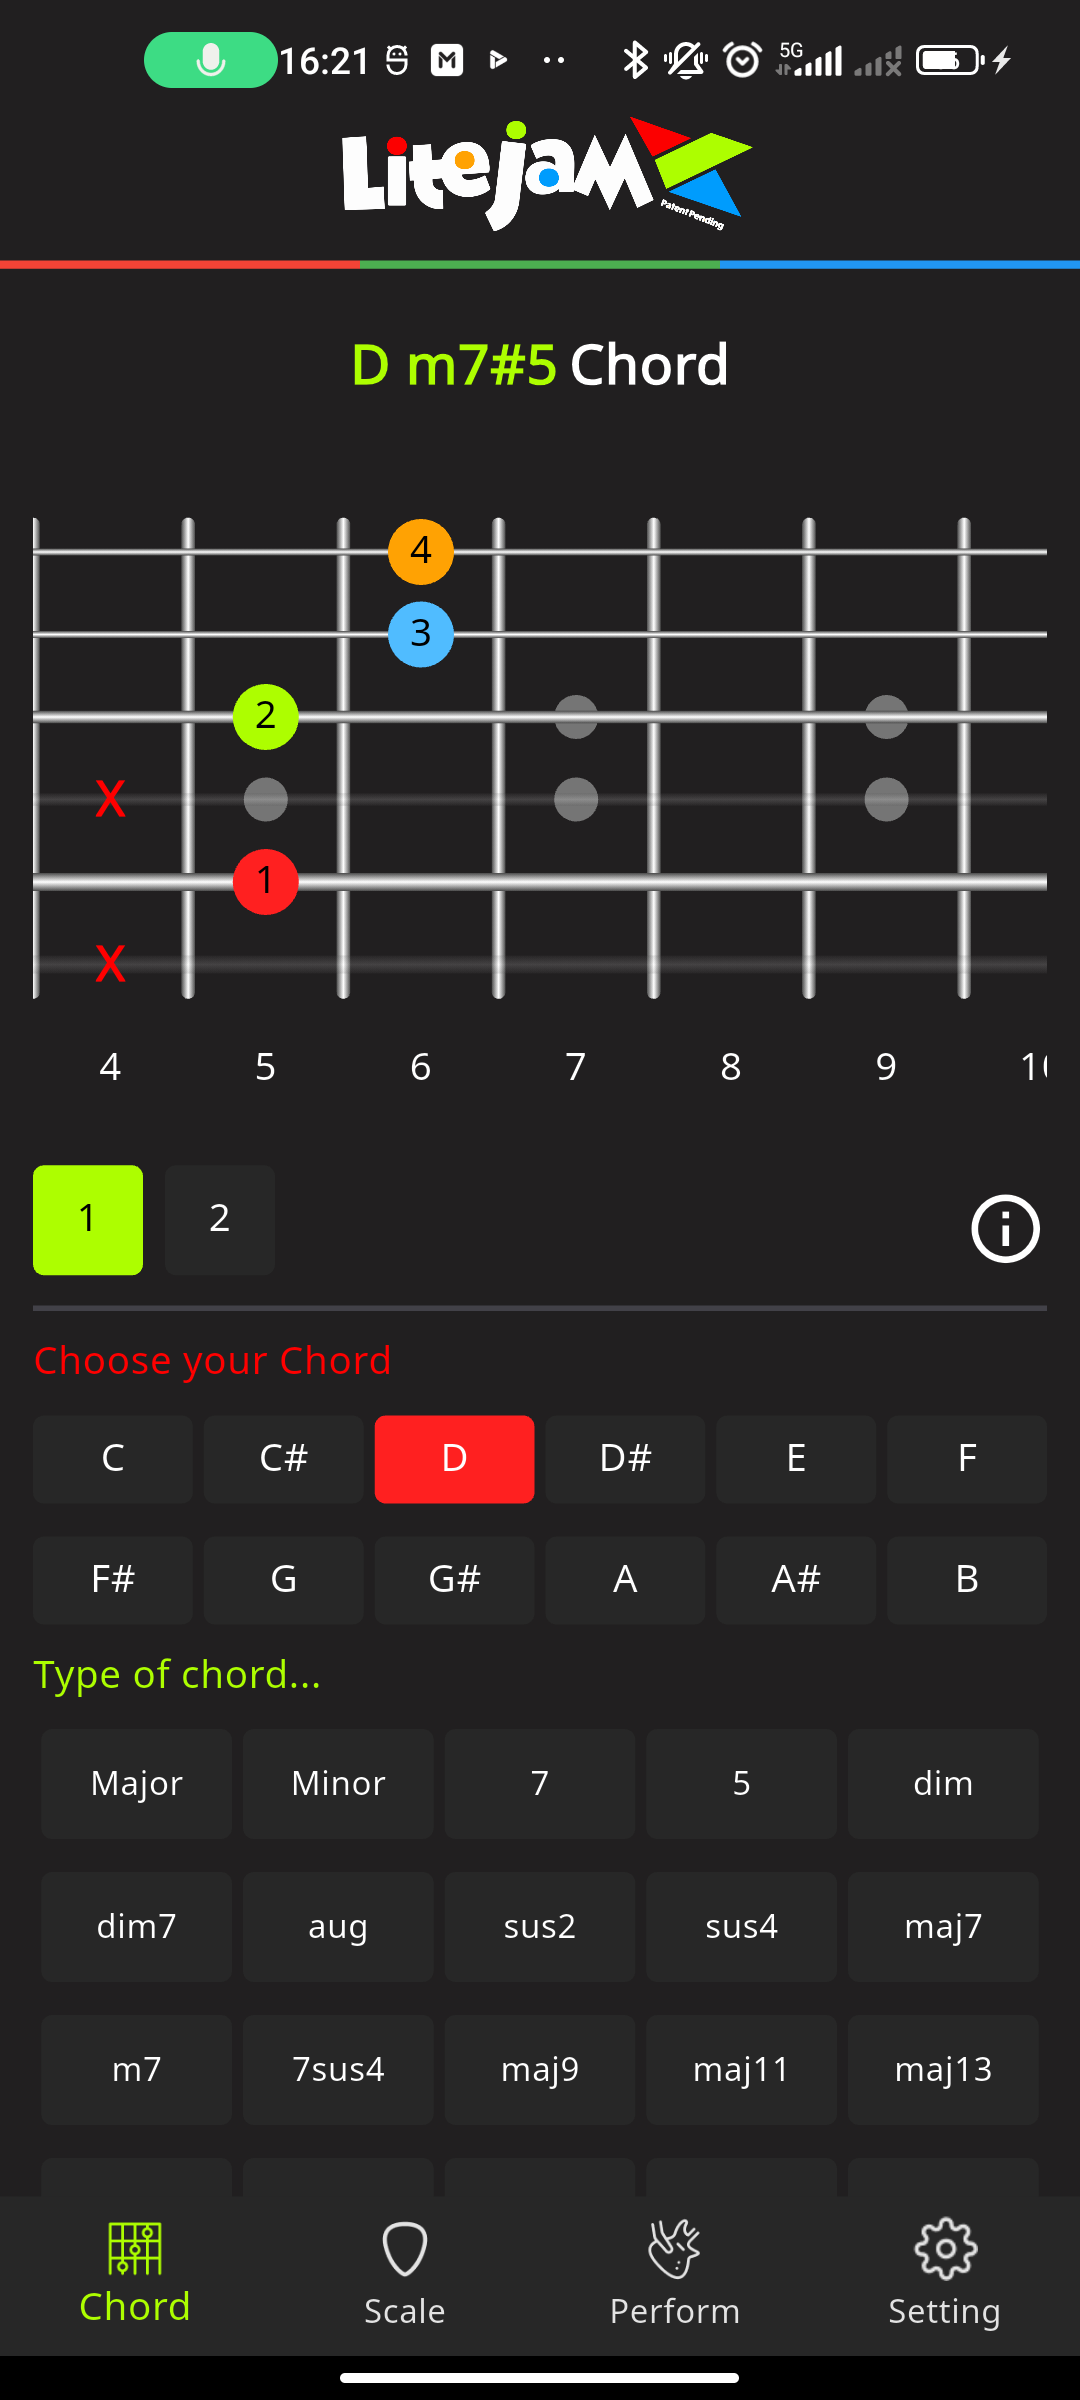 16:21 5G
Litejam
Patent Pending
D m7#5 Chord
4
3
2
X
1
X
4 5 6 7 8 9
1 2
Choose your Chord
C C# D D# E F
F# G G# A A# B
Type of chord...
Major Minor 7 5 dim
dim7 aug sus2 sus4 maj7
m7 7sus4 maj9 maj11 maj13
Chord Scale Perform Setting